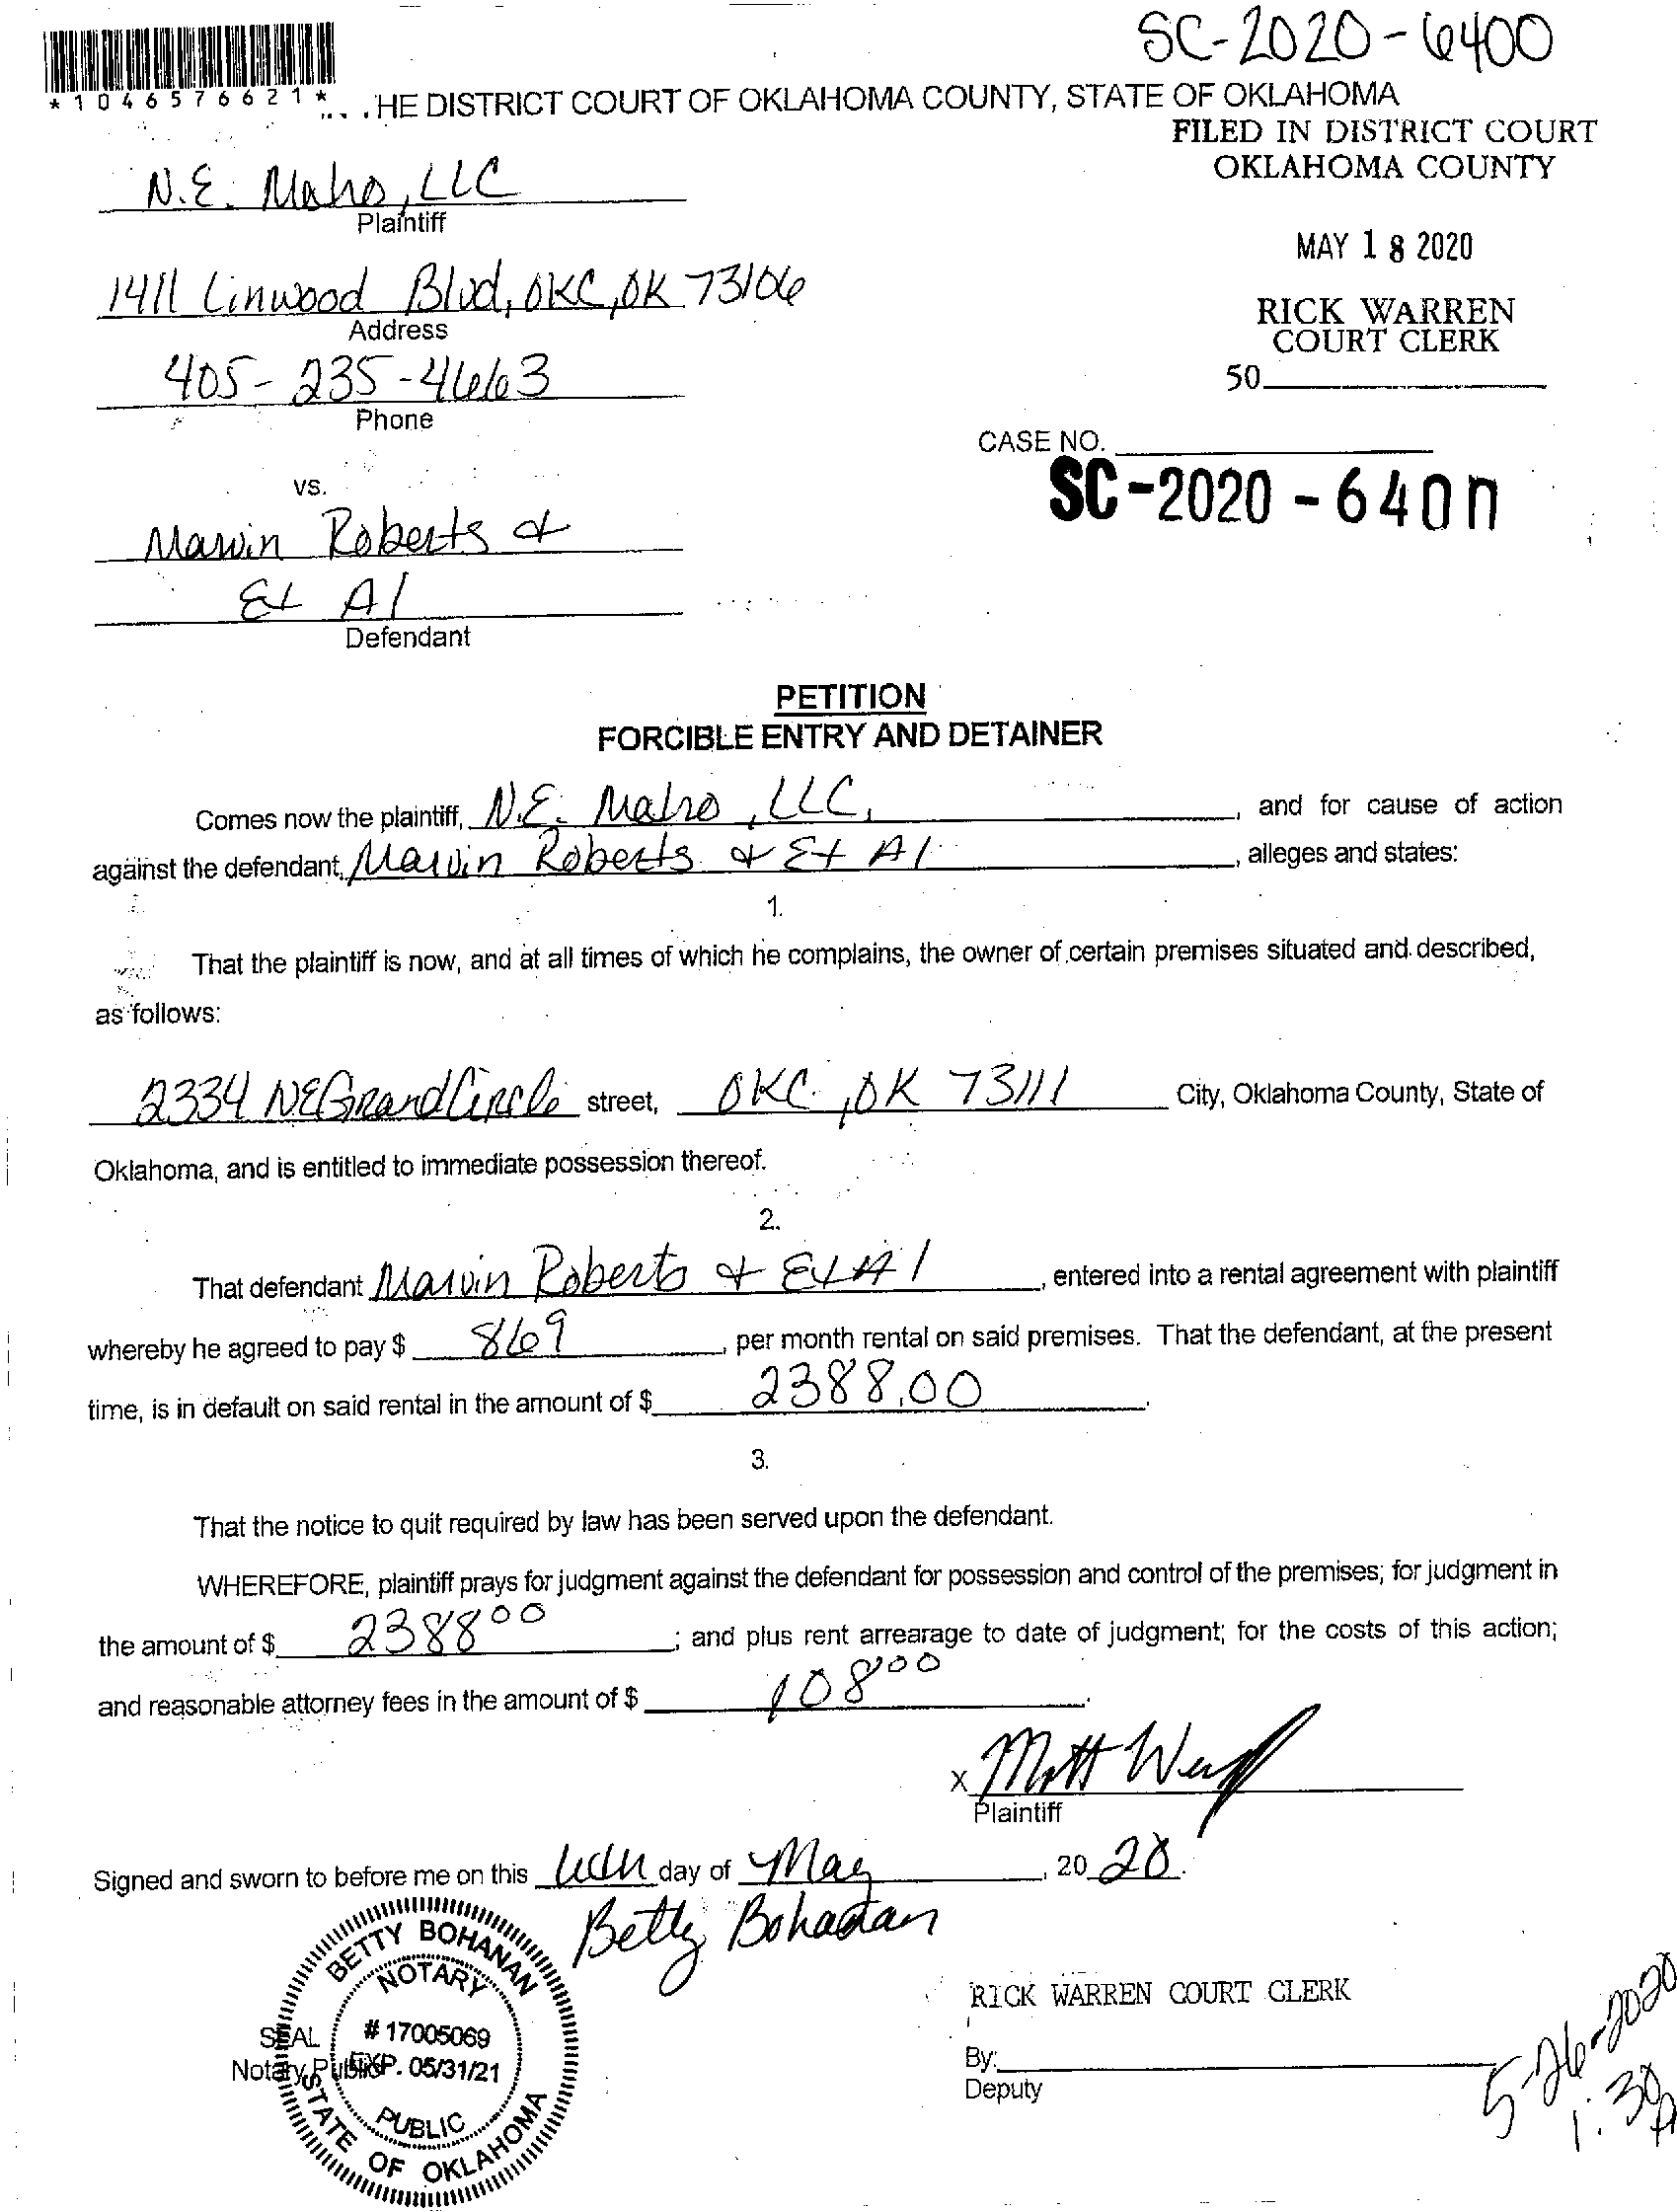 SC-2020-6400
*1046576621*
HE DISTRICT COURT OF OKLAHOMA COUNTY, STATE OF OKLAHOMA
FILED IN DISTRICT COURT
OKLAHOMA COUNTY
N.E. Mahro, LLC
Plaintiff
MAY 18 2020
1411 Linwood Blvd, OKC, OK 73106
Address
RICK WARREN
COURT CLERK
405-235-4663
Phone
50
CASE NO.
SC-2020-6400
vs.
Marvin Roberts &
Et Al
Defendant
PETITION
FORCIBLE ENTRY AND DETAINER
Comes now the plaintiff, N.E. Mahro, LLC, , and for cause of action
against the defendant, Marvin Roberts & Et Al , alleges and states:
1.
That the plaintiff is now, and at all times of which he complains, the owner of certain premises situated and described,
as follows:
2334 NE Grand Circle street, OKC, OK 73111 City, Oklahoma County, State of
Oklahoma, and is entitled to immediate possession thereof.
2.
That defendant Marvin Roberts & Et Al , entered into a rental agreement with plaintiff
whereby he agreed to pay $ 869 , per month rental on said premises. That the defendant, at the present
time, is in default on said rental in the amount of $ 2388.00 .
3.
That the notice to quit required by law has been served upon the defendant.
WHEREFORE, plaintiff prays for judgment against the defendant for possession and control of the premises; for judgment in
the amount of $ 2388 00 ; and plus rent arrearage to date of judgment; for the costs of this action;
and reasonable attorney fees in the amount of $ 108 00 .
x Matt
Plaintiff
Signed and sworn to before me on this day of May , 20 20.
Betty Bohanan
BETTY BOHANAN
NOTARY
SEAL # 17005069
Notary Public EXP. 05/31/21
PUBLIC
STATE OF OKLAHOMA
RICK WARREN COURT CLERK
By:
Deputy
5-26-2020
1:30